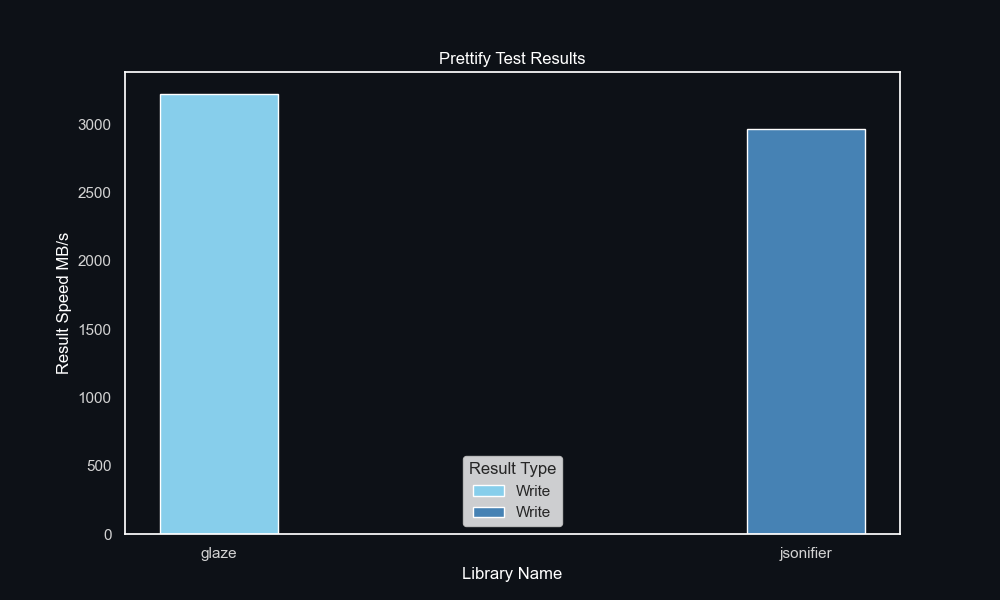 Prettify Test Results
3000
2500
2000
1500
1000
500
0
Result Speed MB/s
Result Type
Write
Write
glaze
jsonifier
Library Name